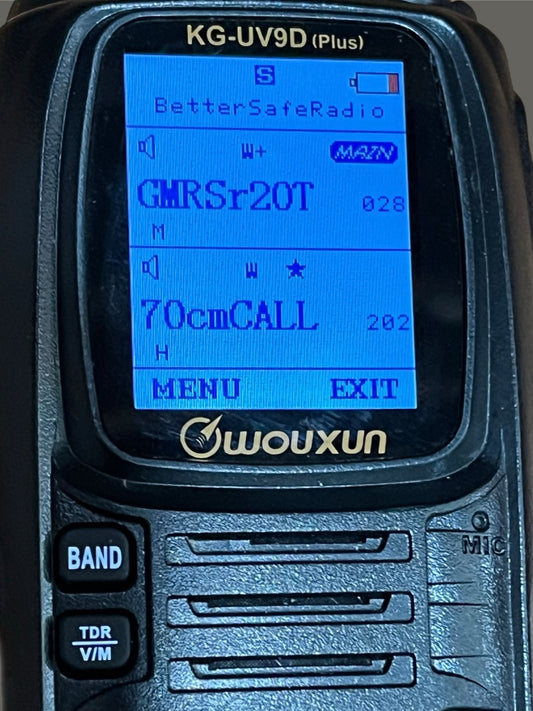 KG-UV9D (Plus)
S
BetterSafeRadio
W+ MAIN
GMRSr20T 028
M
W
70cmCALL 202
H
MENU EXIT
WOUXUN
BAND
MIC
TDR
V/M